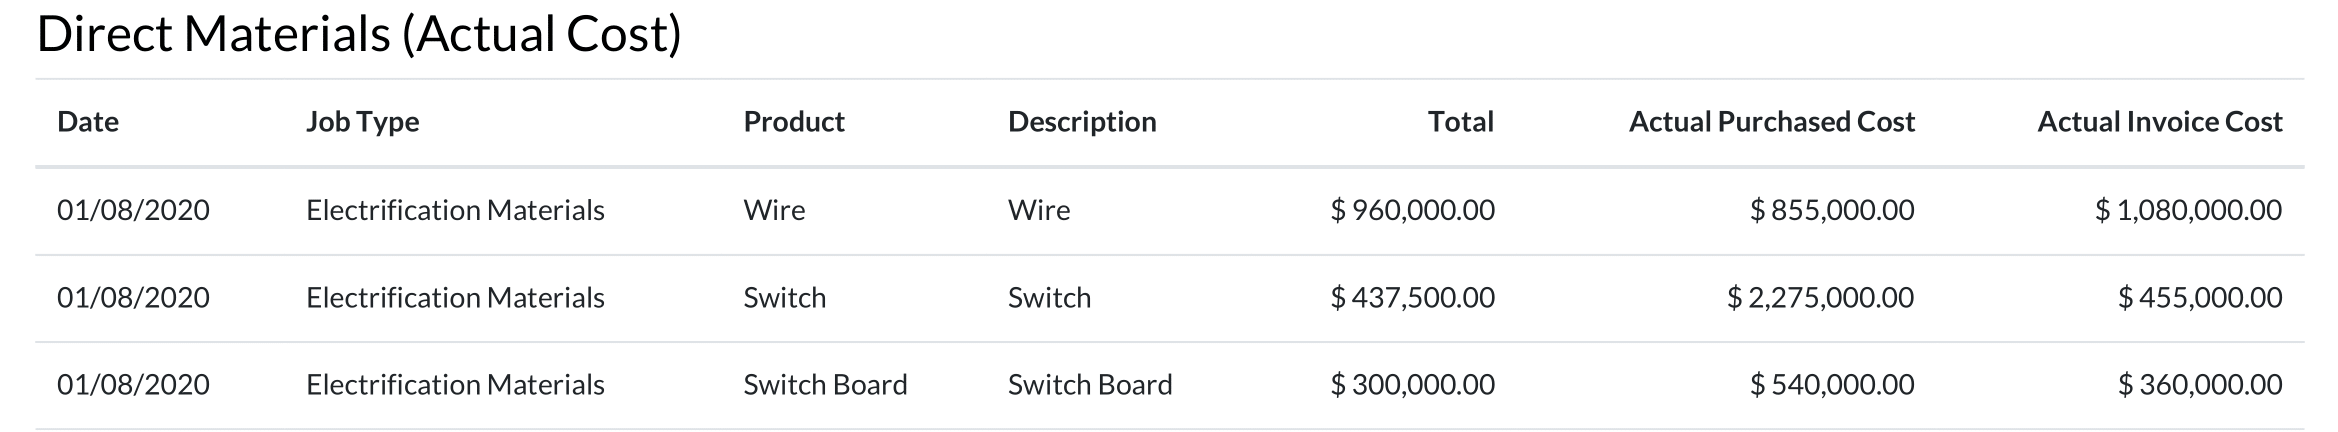 Direct Materials (Actual Cost)
Date Job Type Product Description Total Actual Purchased Cost Actual Invoice Cost
01/08/2020 Electrification Materials Wire Wire $ 960,000.00 $ 855,000.00 $ 1,080,000.00
01/08/2020 Electrification Materials Switch Switch $ 437,500.00 $ 2,275,000.00 $ 455,000.00
01/08/2020 Electrification Materials Switch Board Switch Board $ 300,000.00 $ 540,000.00 $ 360,000.00